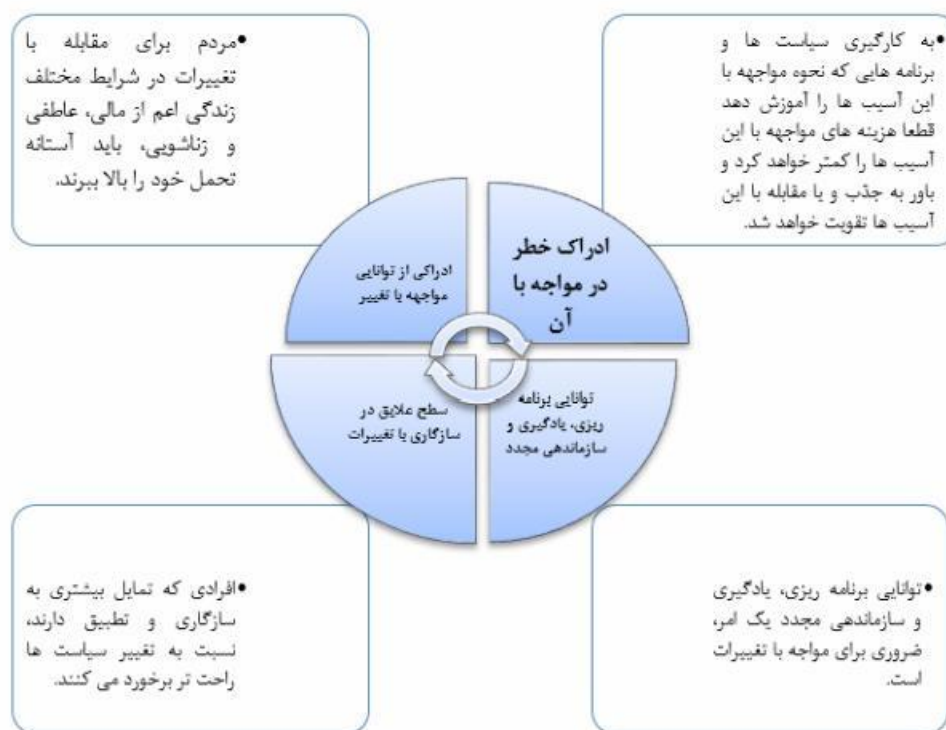 •به کارگیری سیاست ها و
برنامه هایی که نحوه مواجهه با
این آسیب ها را آموزش دهد
قطعا هزینه های مواجهه با این
آسیب ها را کمتر خواهد کرد و
باور به جذب و یا مقابله با این
آسیب ها تقویت خواهد شد.
•مردم برای مقابله با
تغییرات در شرایط مختلف
زندگی اعم از مالی، عاطفی
و زناشویی، باید آستانه
تحمل خود را بالا ببرند.
ادراک خطر
در مواجه با
آن
ادراکی از توانایی
مواجهه با تغییر
توانایی برنامه
ریزی، یادگیری و
سازماندهی مجدد
سطح علایق در
سازگاری با تغییرات
•توانایی برنامه ریزی، یادگیری
و سازماندهی مجدد یک امر،
ضروری برای مواجه با تغییرات
است.
•افرادی که تمایل بیشتری به
سازگاری و تطبیق دارند،
نسبت به تغییر سیاست ها
راحت تر برخورد می کنند.